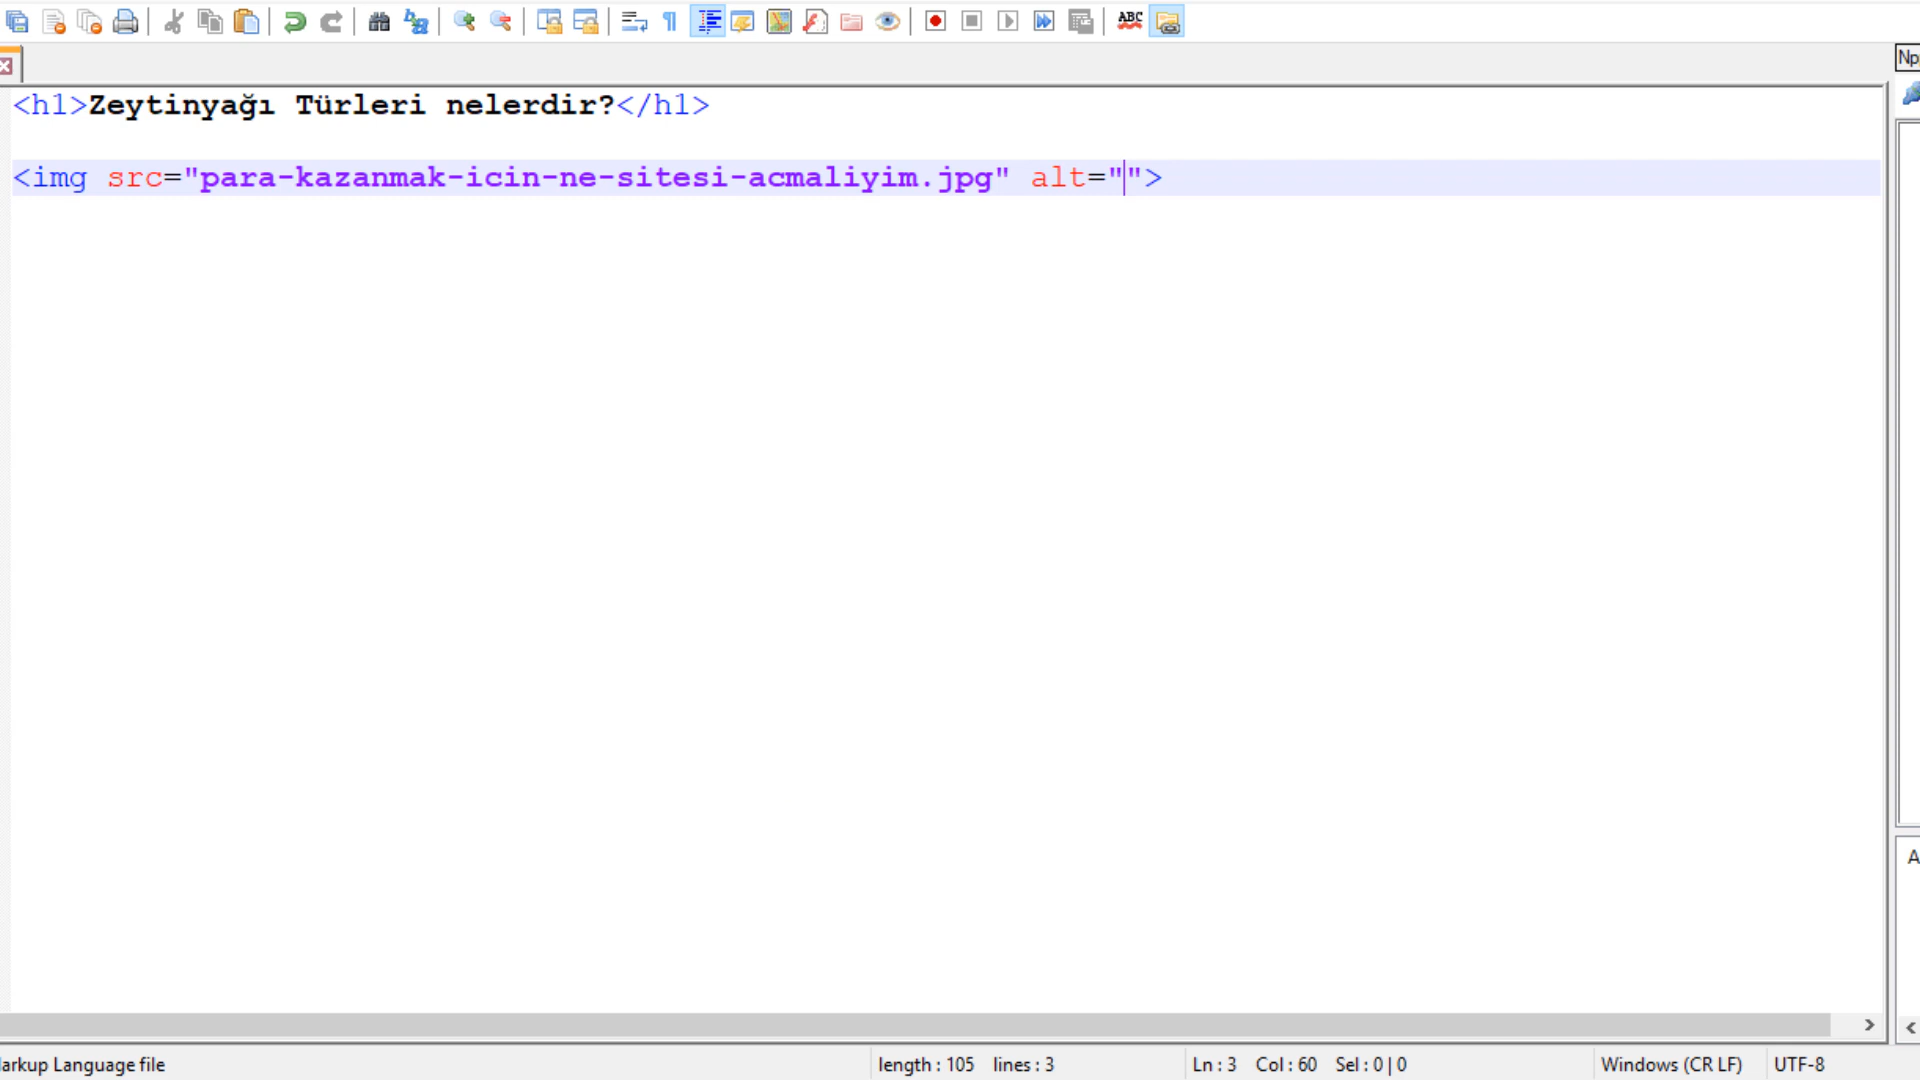 ABC
Np
<h1>Zeytinyağı Türleri nelerdir?</h1>
<img src="para-kazanmak-icin-ne-sitesi-acmaliyim.jpg" alt="">
A
arkup Language file length : 105 lines : 3 Ln : 3 Col : 60 Sel : 0 | 0 Windows (CR LF) UTF-8